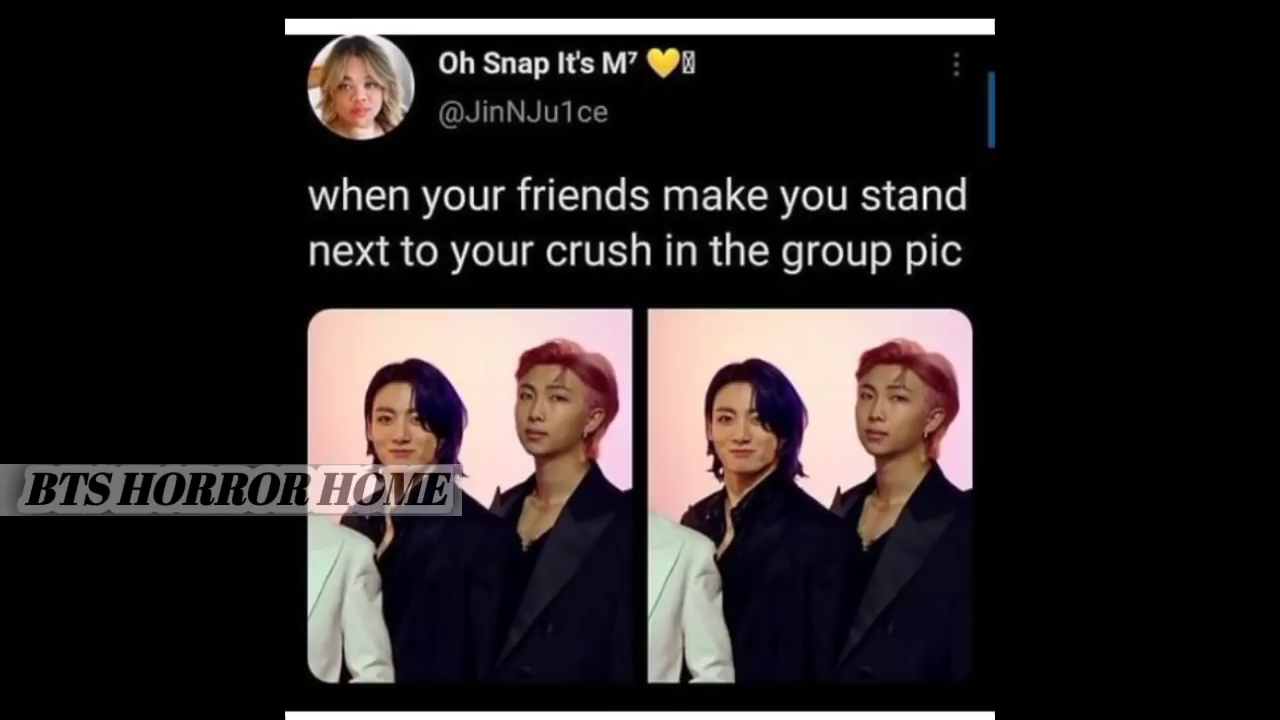 Oh Snap It's M⁷ 💛
@JinNJu1ce
when your friends make you stand
next to your crush in the group pic
BTS HORROR HOME